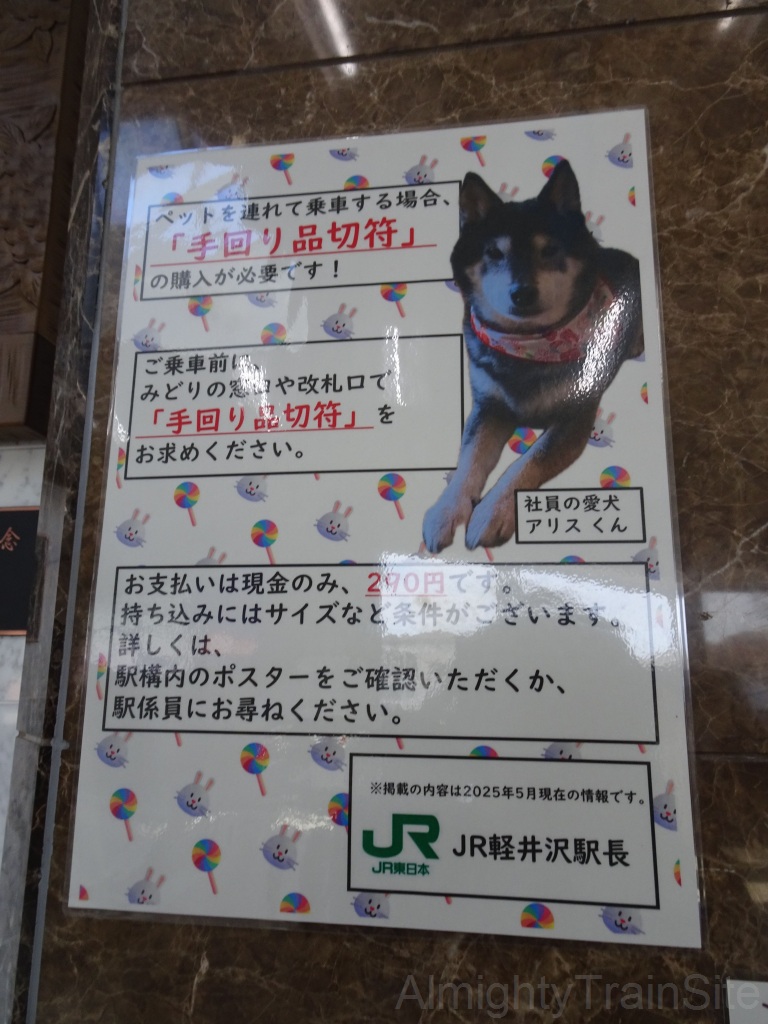 ペットを連れて乗車する場合、
「手回り品切符」
の購入が必要です！
ご乗車前に、
みどりの窓口や改札口で
「手回り品切符」を
お求めください。
社員の愛犬
アリス くん
お支払いは現金のみ、290円です。
持ち込みにはサイズなど条件がございます。
詳しくは、
駅構内のポスターをご確認いただくか、
駅係員にお尋ねください。
※掲載の内容は2025年5月現在の情報です。
JR JR軽井沢駅長
JR東日本
念
AlmightyTrainSite